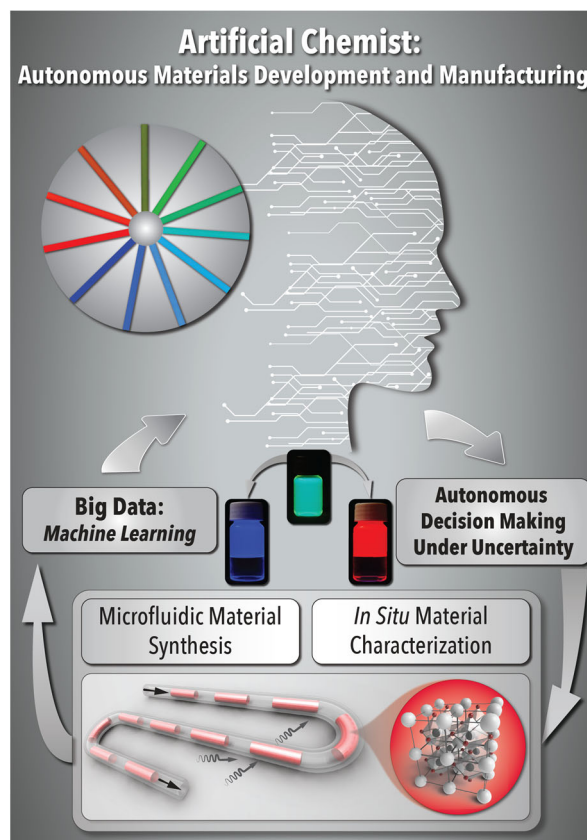 Artificial Chemist:
Autonomous Materials Development and Manufacturing
Big Data:
Machine Learning
Autonomous
Decision Making
Under Uncertainty
Microfluidic Material
Synthesis
In Situ Material
Characterization